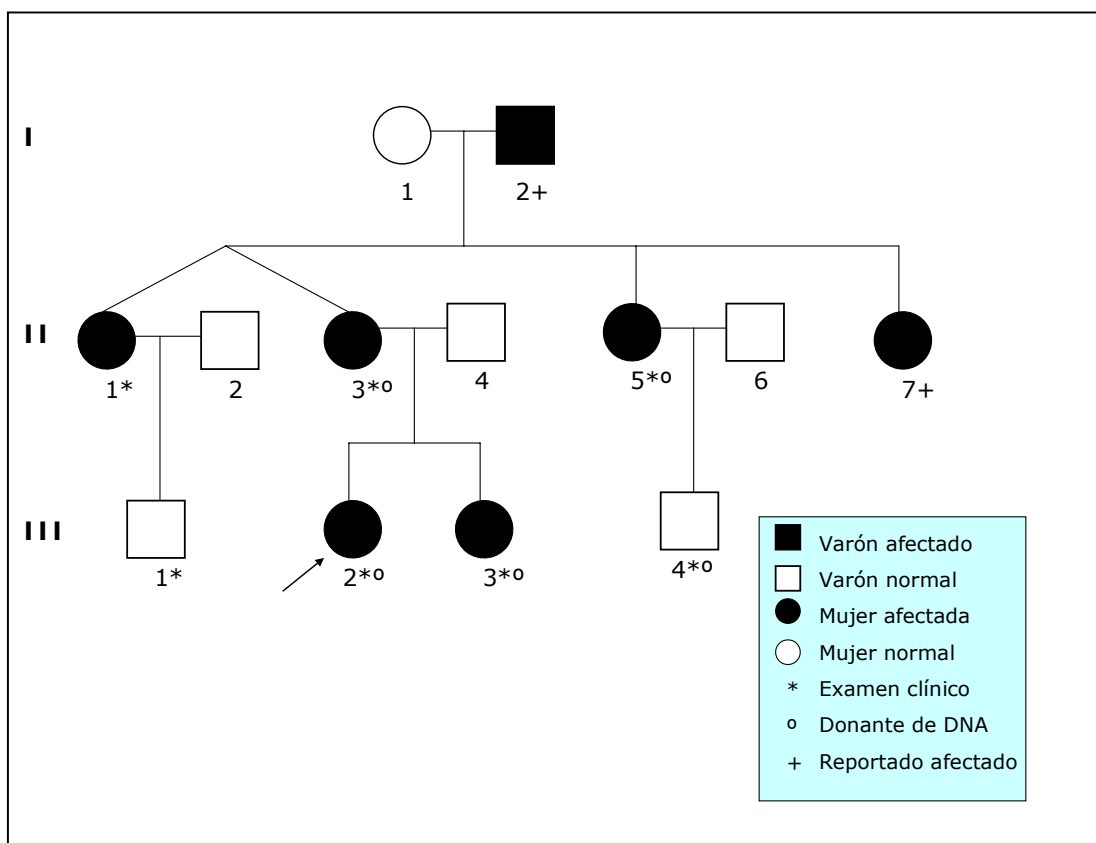 I
1 2+
II
1* 2 3*º 4 5*º 6 7+
III
1* 2*º 3*º 4*º
Varón afectado
Varón normal
Mujer afectada
Mujer normal
* Examen clínico
º Donante de DNA
+ Reportado afectado